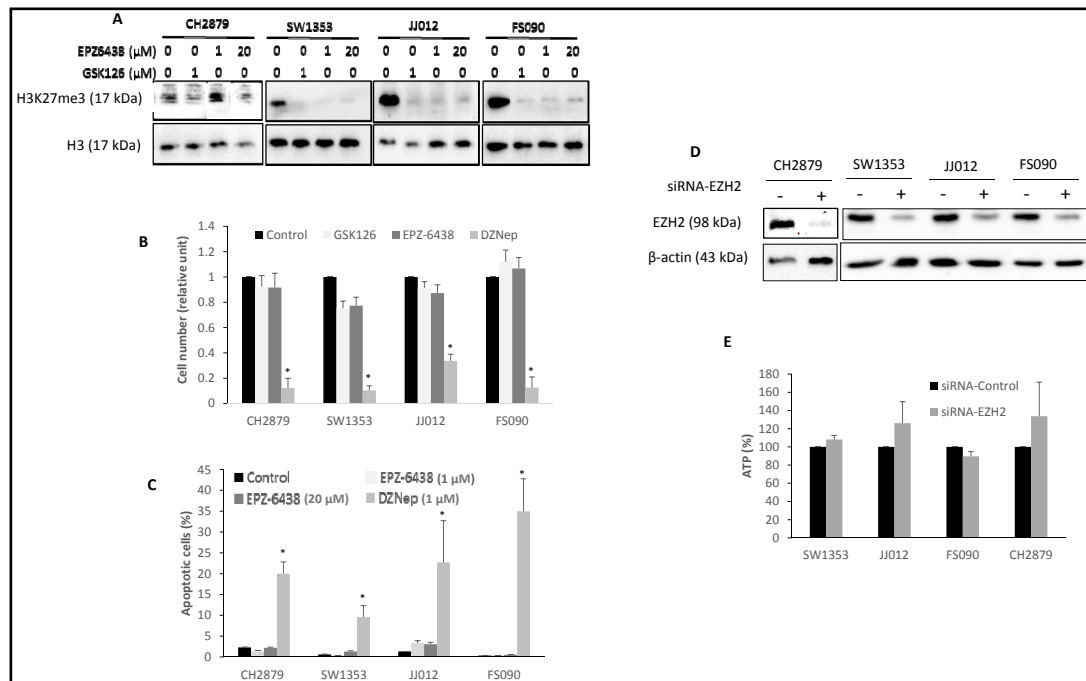 A
CH2879 SW1353 JJ012 FS090
EPZ6438 (µM) 0 0 1 20 0 0 1 20 0 0 1 20 0 0 1 20
GSK126 (µM) 0 1 0 0 0 1 0 0 0 1 0 0 0 1 0 0
H3K27me3 (17 kDa)
H3 (17 kDa)
B
Control GSK126 EPZ-6438 DZNep
Cell number (relative unit)
1.4
1.2
1
0.8
0.6
0.4
0.2
0
* * * *
CH2879 SW1353 JJ012 FS090
C
Control EPZ-6438 (1 µM)
EPZ-6438 (20 µM) DZNep (1 µM)
Apoptotic cells (%)
45
40
35
30
25
20
15
10
5
0
* * * *
CH2879 SW1353 JJ012 FS090
D
CH2879 SW1353 JJ012 FS090
siRNA-EZH2 - + - + - + - +
EZH2 (98 kDa)
β-actin (43 kDa)
E
siRNA-Control
siRNA-EZH2
ATP (%)
180
160
140
120
100
80
60
40
20
0
SW1353 JJ012 FS090 CH2879